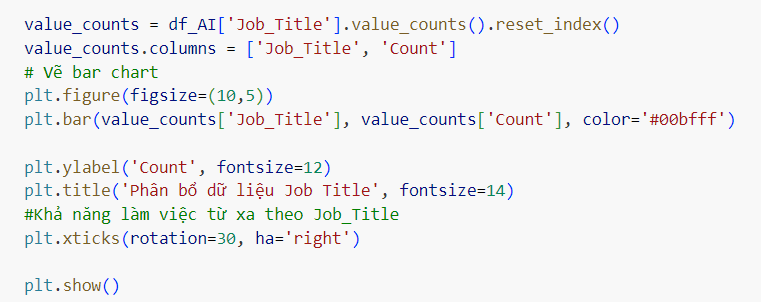 value_counts = df_AI['Job_Title'].value_counts().reset_index()
value_counts.columns = ['Job_Title', 'Count']
# Vẽ bar chart
plt.figure(figsize=(10,5))
plt.bar(value_counts['Job_Title'], value_counts['Count'], color='#00bfff')
plt.ylabel('Count', fontsize=12)
plt.title('Phân bổ dữ liệu Job Title', fontsize=14)
#Khả năng làm việc từ xa theo Job_Title
plt.xticks(rotation=30, ha='right')
plt.show()